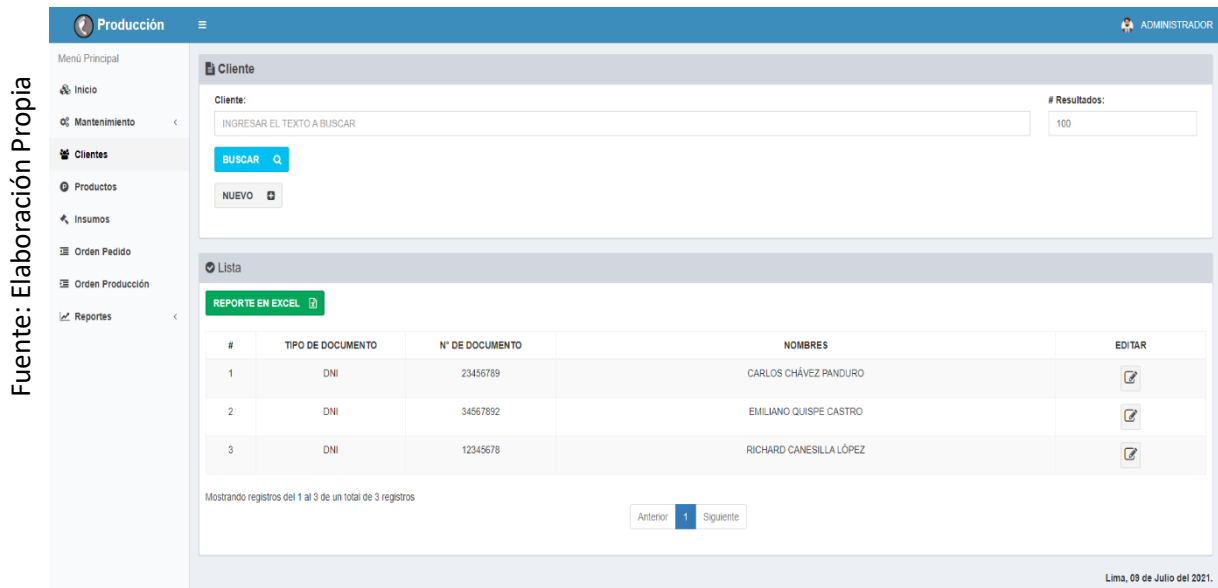 Fuente: Elaboración Propia
Producción
ADMINISTRADOR
Menú Principal
Inicio
Mantenimiento
Clientes
Productos
Insumos
Orden Pedido
Orden Producción
Reportes
Cliente
Cliente:
# Resultados:
INGRESAR EL TEXTO A BUSCAR
100
BUSCAR
NUEVO
Lista
REPORTE EN EXCEL
# TIPO DE DOCUMENTO N° DE DOCUMENTO NOMBRES EDITAR
1 DNI 23456789 CARLOS CHÁVEZ PANDURO
2 DNI 34567892 EMILIANO QUISPE CASTRO
3 DNI 12345678 RICHARD CANESILLA LÓPEZ
Mostrando registros del 1 al 3 de un total de 3 registros
Anterior 1 Siguiente
Lima, 09 de Julio del 2021.